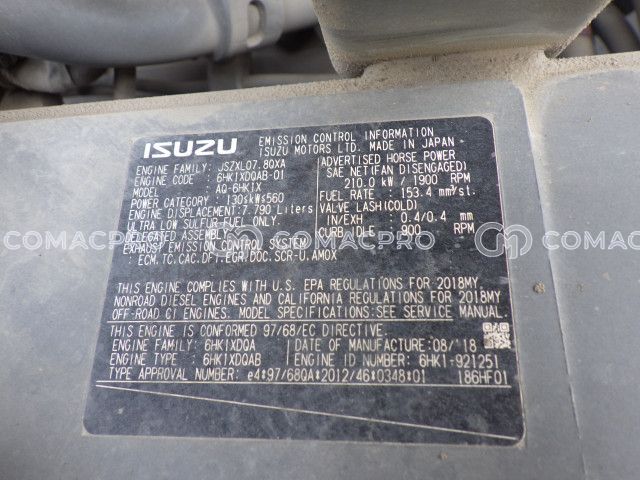 ISUZU EMISSION CONTROL INFORMATION
ISUZU MOTORS LTD. MADE IN JAPAN
ENGINE FAMILY : JSZXL07.80XA
ENGINE CODE : 6HK1XDQAB-01
MODEL : AQ-6HK1X
POWER CATEGORY : 130≤kW≤560
ENGINE DISPLACEMENT: 7.790 Liters
ULTRA LOW SULFUR FUEL ONLY.
DELEGATED ASSEMBLY
EXHAUST EMISSION CONTROL SYSTEM
: ECM,TC,CAC,DFI,EGR,DOC,SCR-U,AMOX
ADVERTISED HORSE POWER
SAE NET(FAN DISENGAGED)
210.0 kW / 1900 RPM
FUEL RATE : 153.4 mm³/st.
VALVE LASH(COLD)
IN/EXH : 0.4/0.4 mm
CURB IDLE : 900 RPM
THIS ENGINE COMPLIES WITH U.S. EPA REGULATIONS FOR 2018MY
NONROAD DIESEL ENGINES AND CALIFORNIA REGULATIONS FOR 2018MY
OFF-ROAD CI ENGINES. MODEL SPECIFICATIONS: SEE SERVICE MANUAL.
THIS ENGINE IS CONFIRMED 97/68/EC DIRECTIVE.
ENGINE FAMILY: 6HK1XDQA DATE OF MANUFACTURE: 08/'18
ENGINE TYPE : 6HK1XDQAB ENGINE ID NUMBER : 6HK1-921251
TYPE APPROVAL NUMBER: e4*97/68QA*2012/46*0348*01 186HF01
COMACPRO COMACPRO COMACPRO